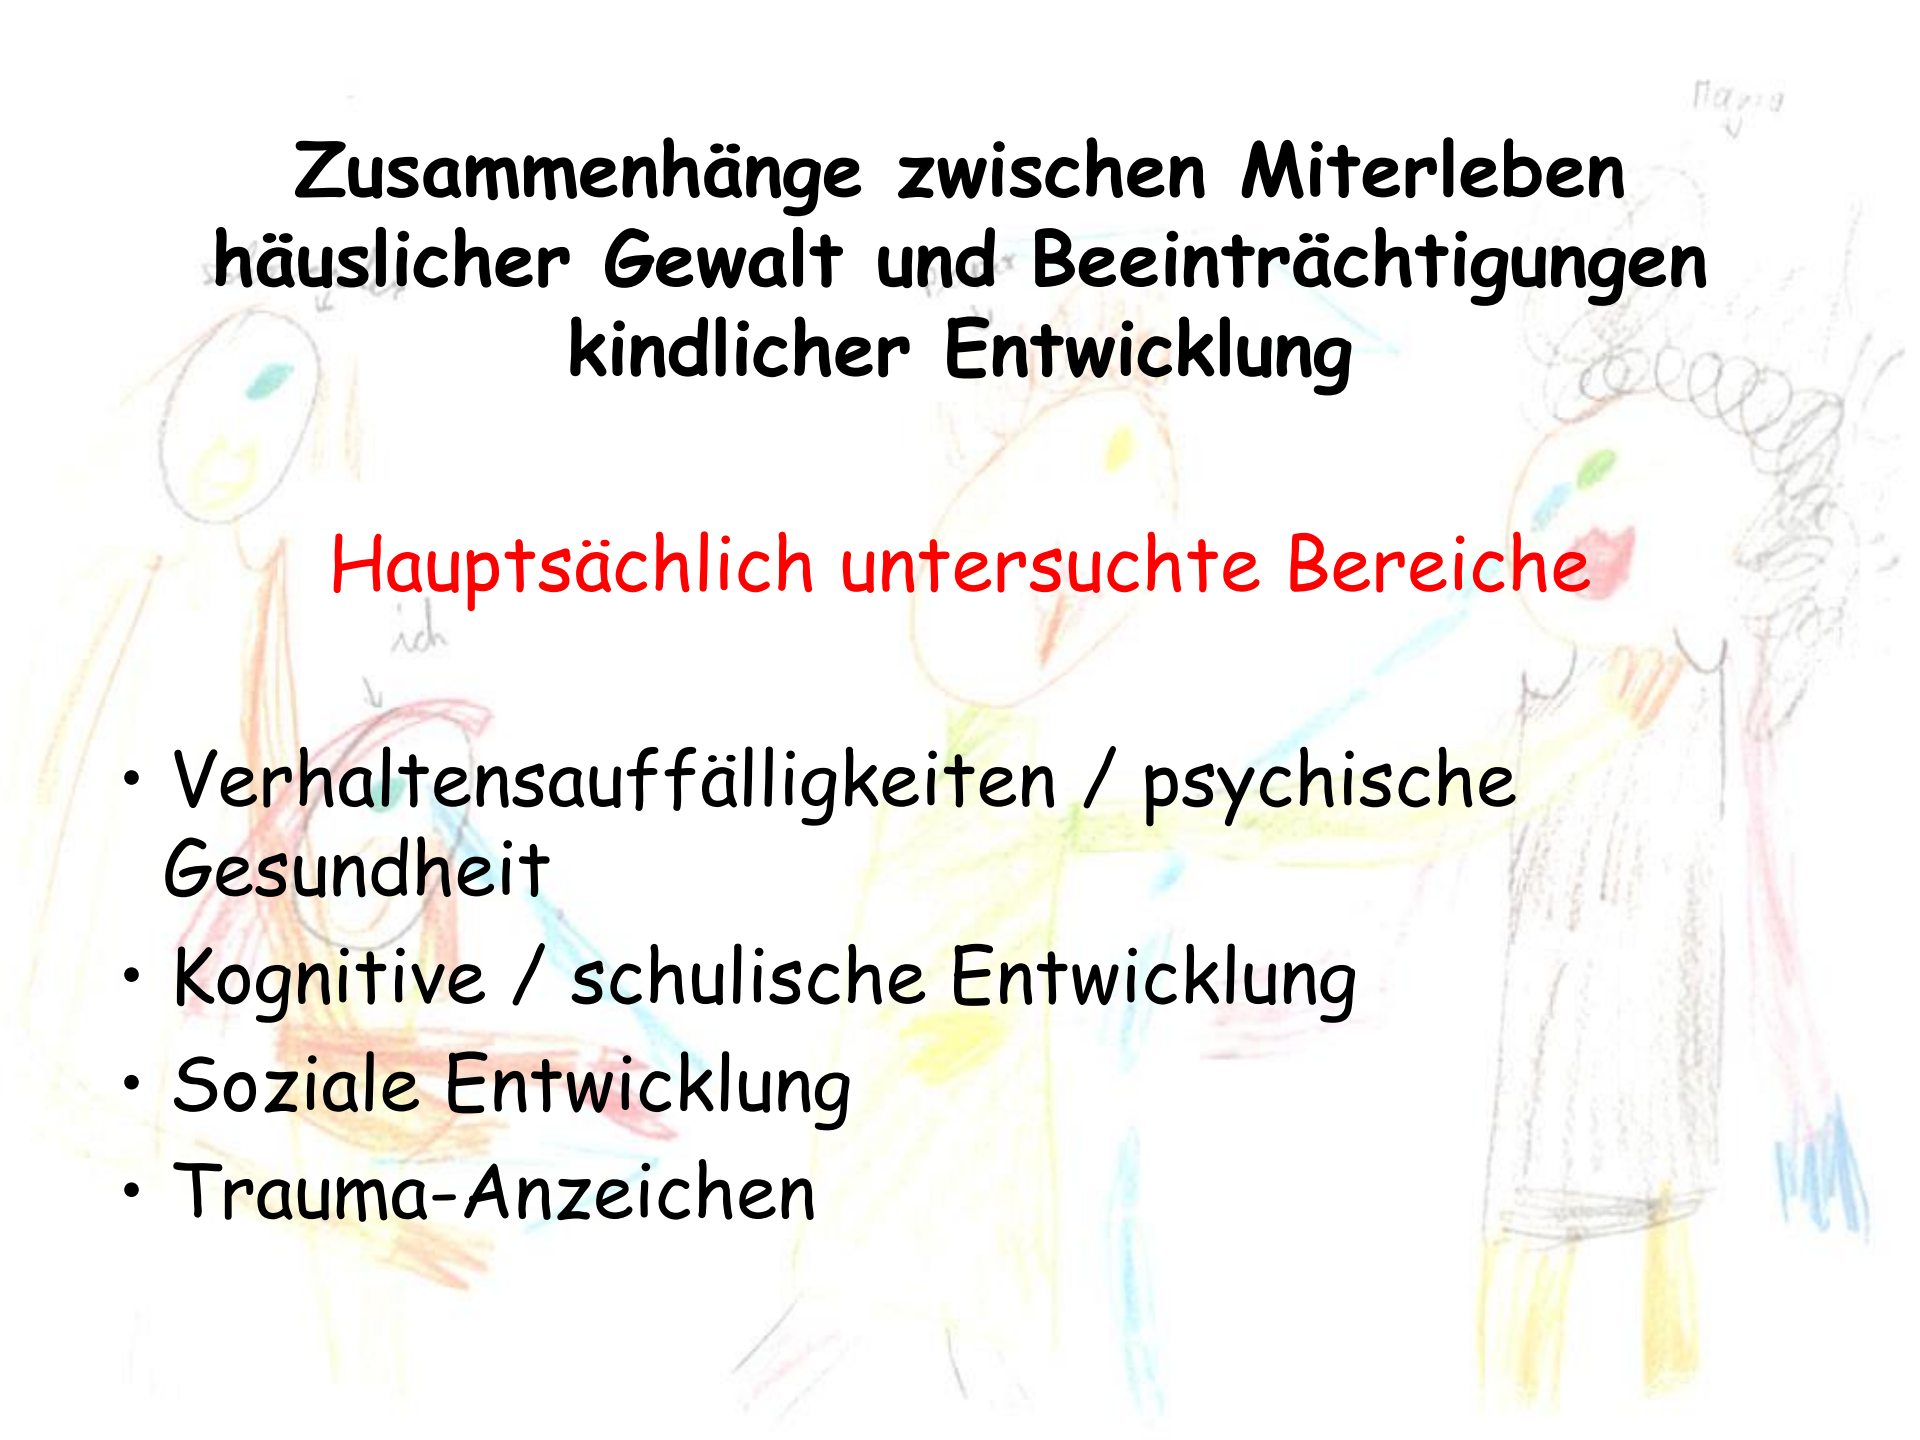 Mama
Zusammenhänge zwischen Miterleben
häuslicher Gewalt und Beeinträchtigungen
kindlicher Entwicklung
Hauptsächlich untersuchte Bereiche
ich
• Verhaltensauffälligkeiten / psychische
Gesundheit
• Kognitive / schulische Entwicklung
• Soziale Entwicklung
• Trauma-Anzeichen